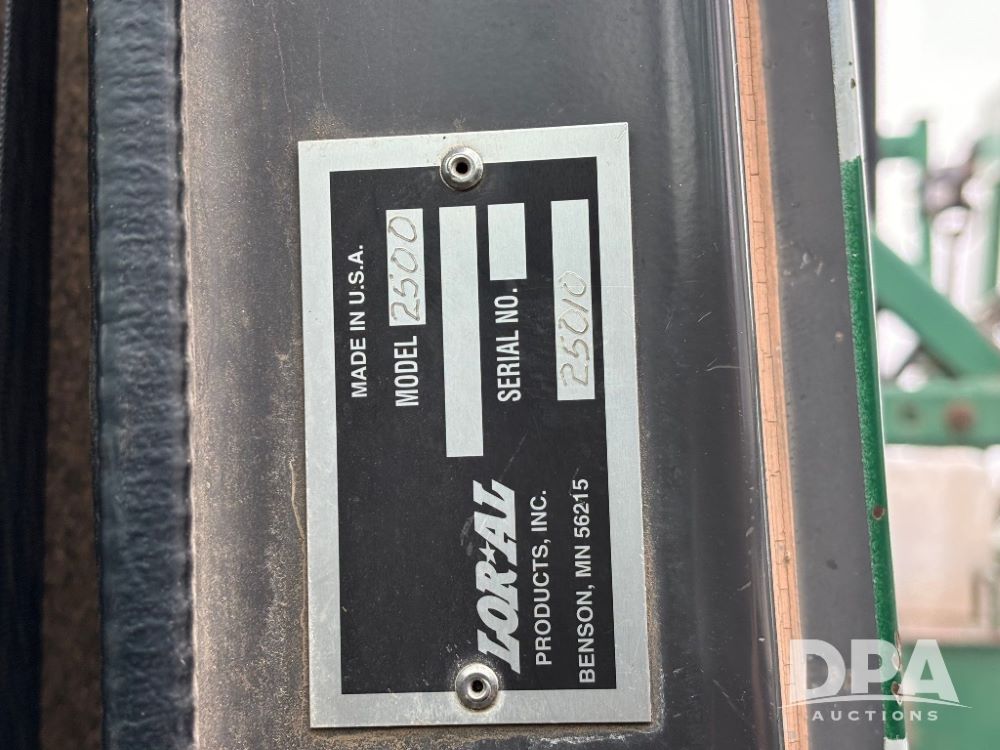 MADE IN U.S.A.
MODEL 2500
LOR★AL
PRODUCTS, INC.
SERIAL NO.
BENSON, MN 56215
25010
DPA
AUCTIONS